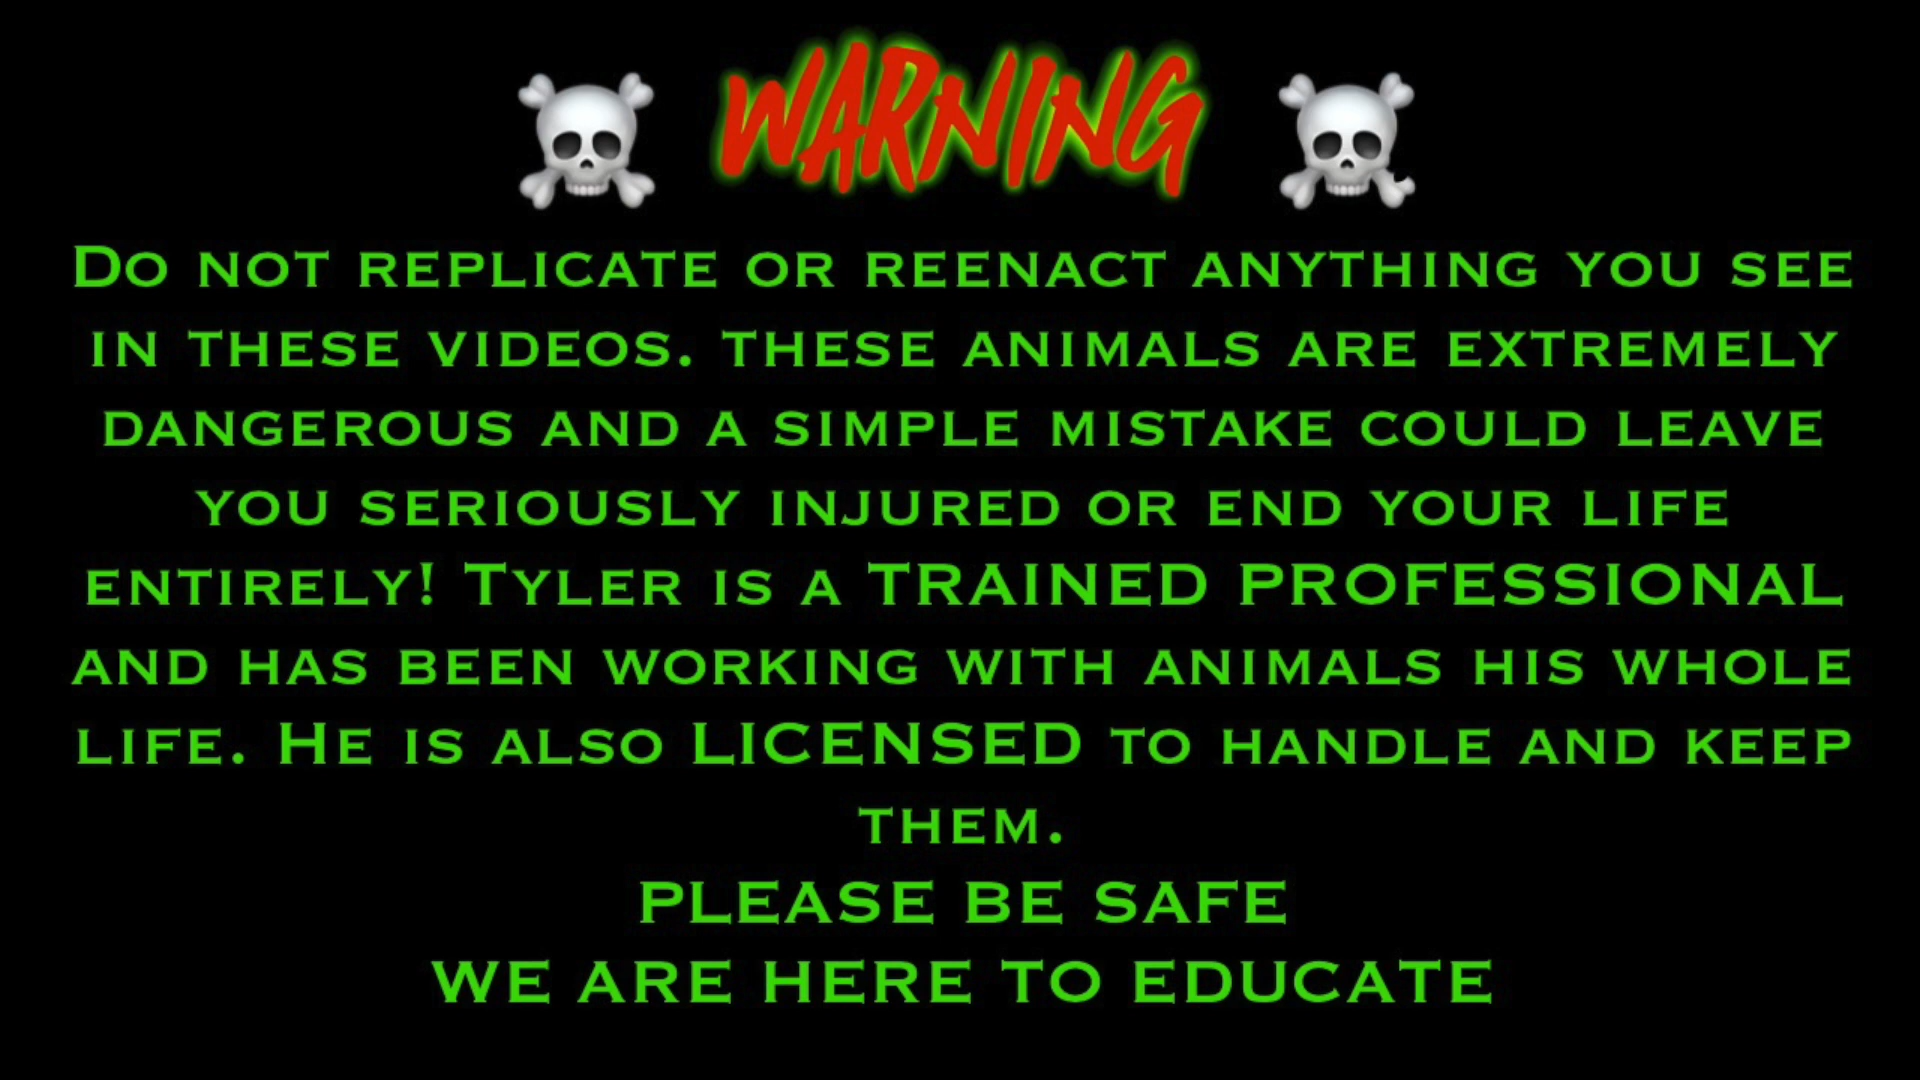 WARNING
Do not replicate or reenact anything you see
in these videos. these animals are extremely
dangerous and a simple mistake could leave
you seriously injured or end your life
entirely! Tyler is a TRAINED PROFESSIONAL
and has been working with animals his whole
life. He is also LICENSED to handle and keep
them.
PLEASE BE SAFE
WE ARE HERE TO EDUCATE